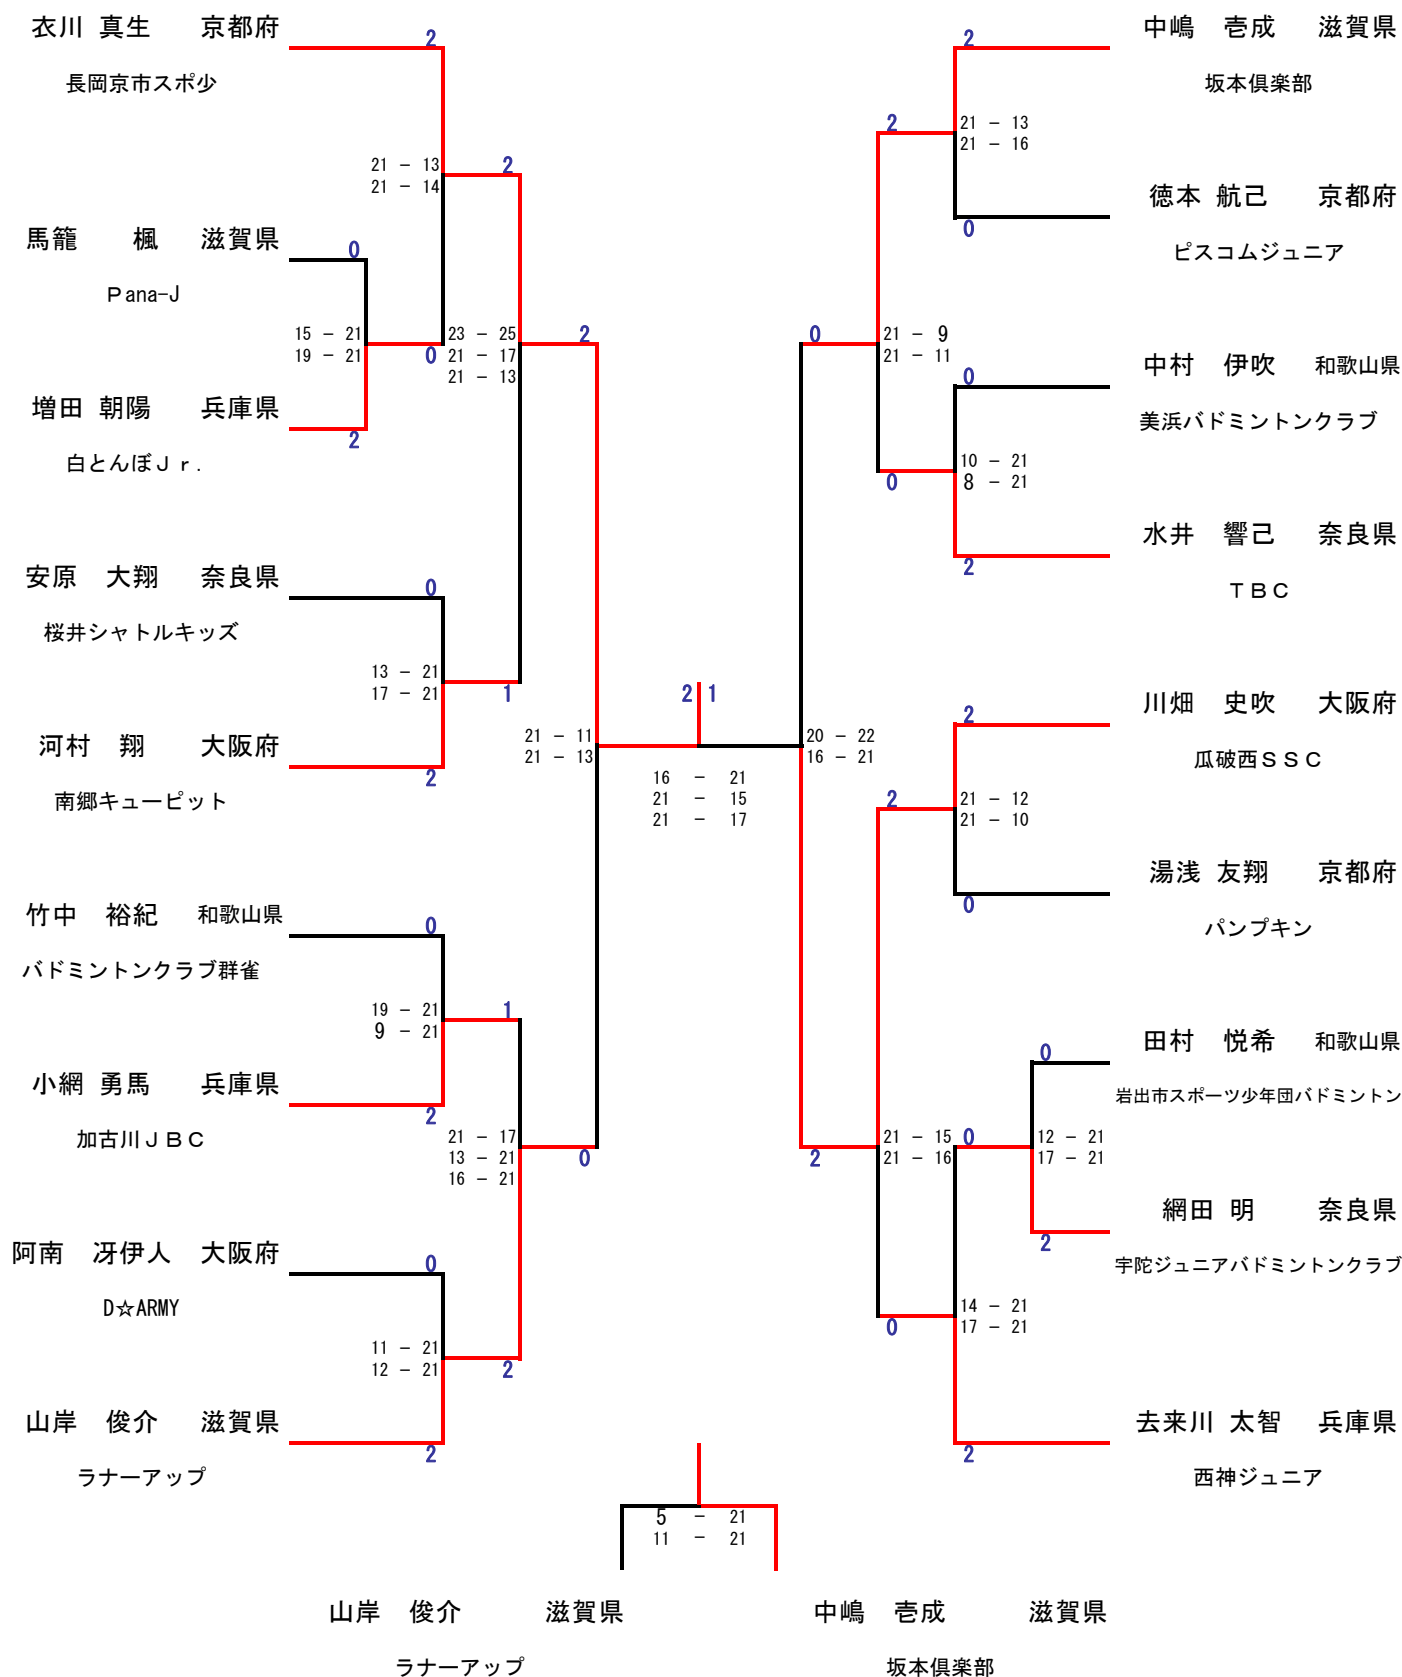 衣川 真生 京都府
長岡京市スポ少
2
21 - 13
21 - 14
2
馬籠 楓 滋賀県
0
Pana-J
15 - 21
19 - 21
0
23 - 25
21 - 17
21 - 13
2
増田 朝陽 兵庫県
2
白とんぼJr.
安原 大翔 奈良県
0
桜井シャトルキッズ
13 - 21
17 - 21
1
河村 翔 大阪府
2
南郷キューピット
21 - 11
21 - 13
竹中 裕紀 和歌山県
0
バドミントンクラブ群雀
19 - 21
9 - 21
1
小網 勇馬 兵庫県
2
加古川JBC
21 - 17
13 - 21
16 - 21
0
阿南 冴伊人 大阪府
0
D☆ARMY
11 - 21
12 - 21
2
山岸 俊介 滋賀県
2
ラナーアップ
2 1
16 - 21
21 - 15
21 - 17
中嶋 壱成 滋賀県
2
坂本倶楽部
2
21 - 13
21 - 16
徳本 航己 京都府
0
ピスコムジュニア
0
21 - 9
21 - 11
中村 伊吹 和歌山県
0
美浜バドミントンクラブ
0
10 - 21
8 - 21
水井 響己 奈良県
2
TBC
20 - 22
16 - 21
川畑 史吹 大阪府
2
瓜破西SSC
2
21 - 12
21 - 10
湯浅 友翔 京都府
0
パンプキン
田村 悦希 和歌山県
0
岩出市スポーツ少年団バドミントン
2
21 - 15
21 - 16
0
12 - 21
17 - 21
網田 明 奈良県
2
宇陀ジュニアバドミントンクラブ
0
14 - 21
17 - 21
去来川 太智 兵庫県
2
西神ジュニア
5 - 21
11 - 21
山岸 俊介 滋賀県
ラナーアップ
中嶋 壱成 滋賀県
坂本倶楽部